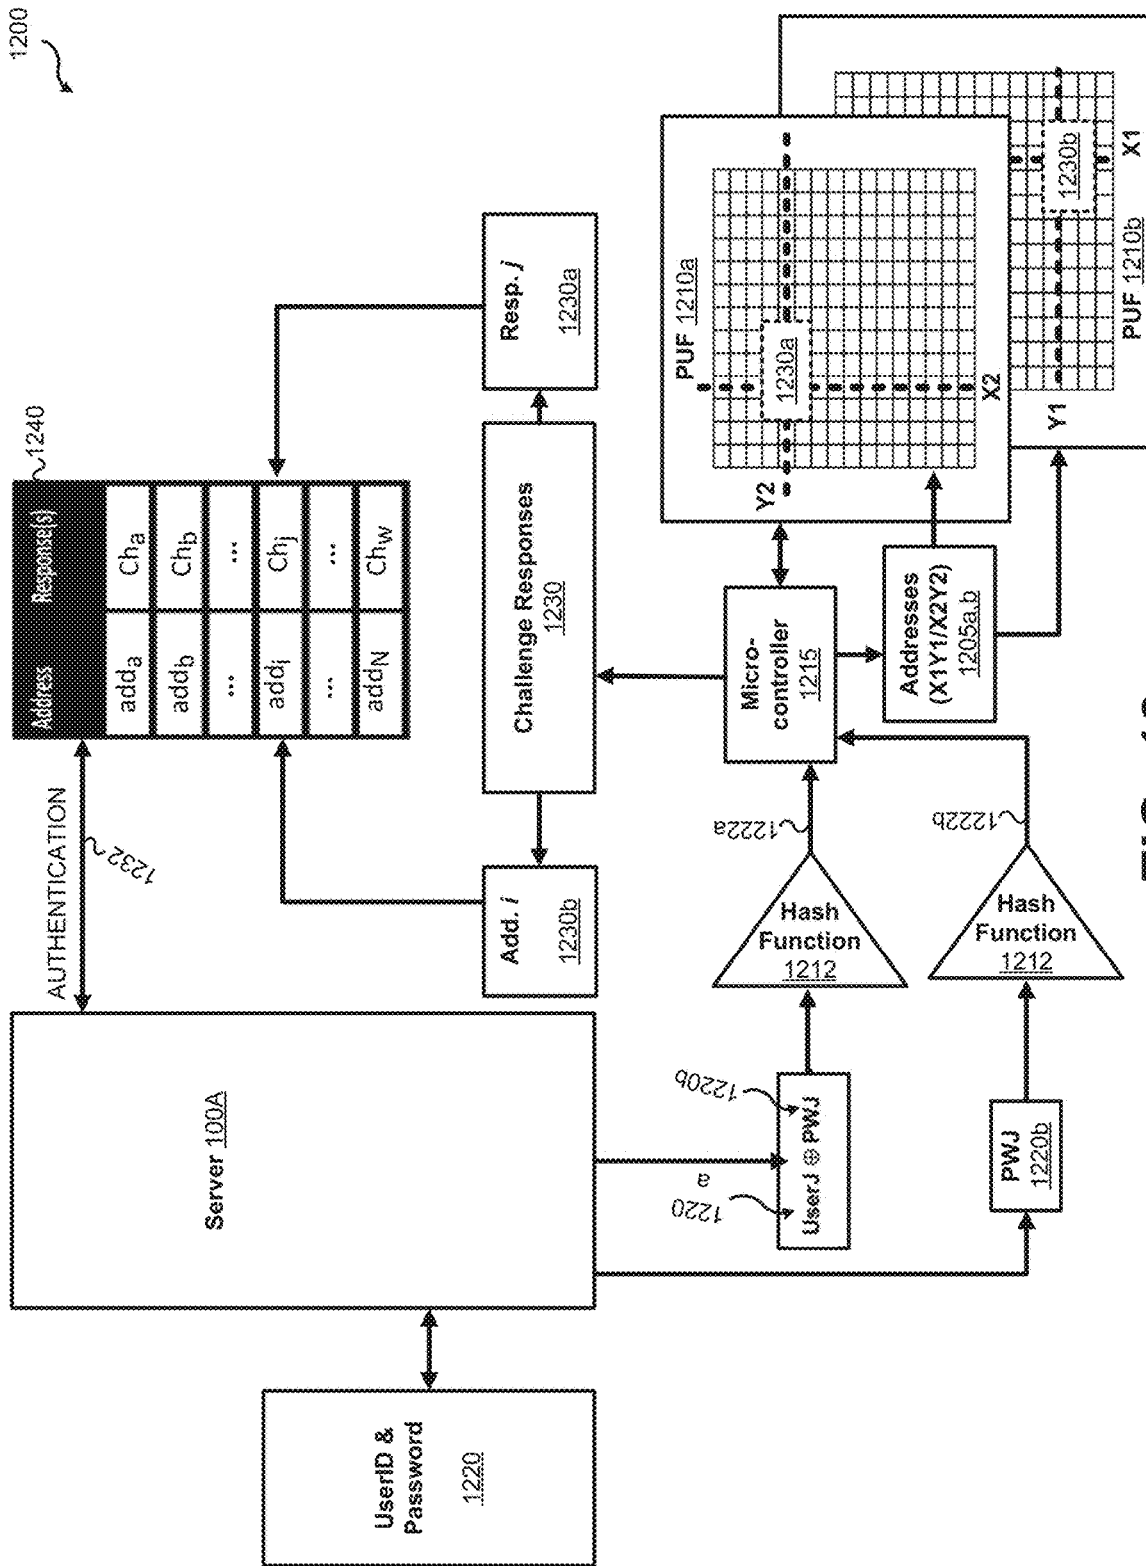 1200
UserID &
Password
1220
Server 100A
AUTHENTICATION
1232
1240
Address Response(s)
add_a Ch_a
add_b Ch_b
... ...
add_i Ch_j
... ...
add_N Ch_w
Add. i
1230b
Challenge Responses
1230
Resp. j
1230a
a
1220
1220b
UserJ ⊕ PWJ
PWJ
1220b
Hash
Function
1212
Hash
Function
1212
1222a
1222b
Micro-
controller
1215
Addresses
(X1Y1/X2Y2)
1205a,b
PUF 1210a
Y2
1230a
X2
Y1
1230b
X1
PUF 1210b